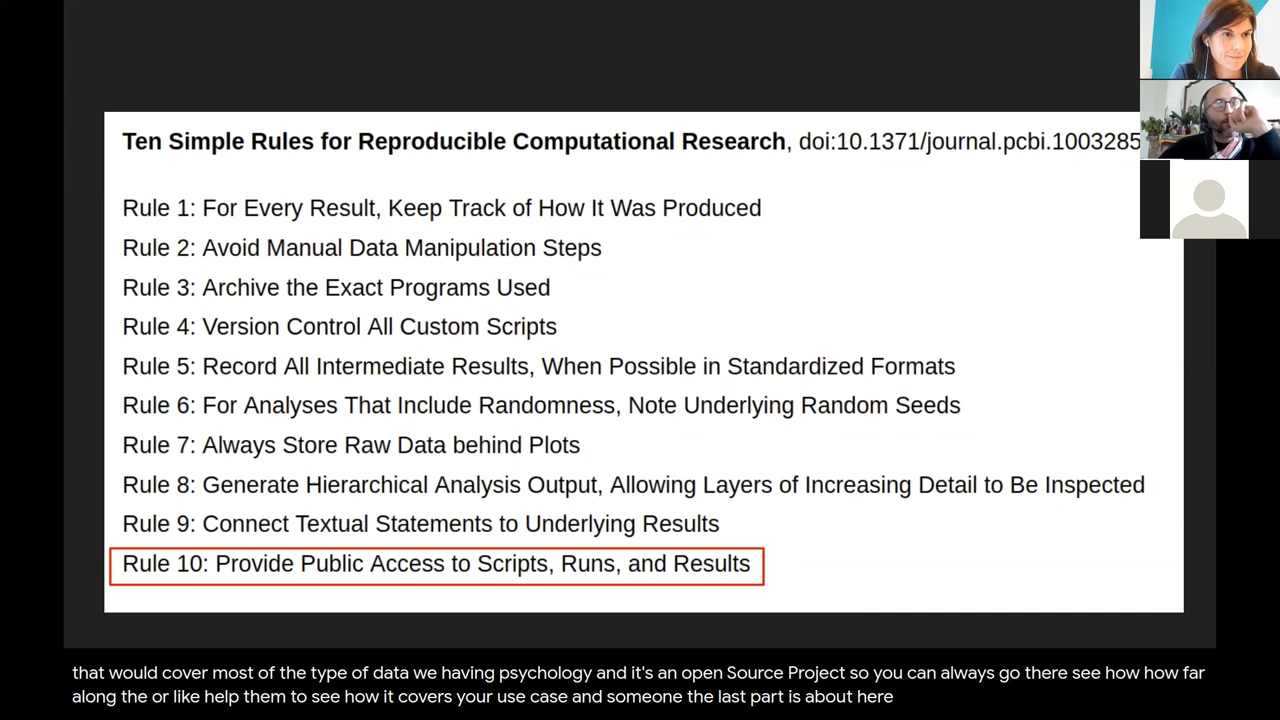 Ten Simple Rules for Reproducible Computational Research, doi:10.1371/journal.pcbi.1003285
Rule 1: For Every Result, Keep Track of How It Was Produced
Rule 2: Avoid Manual Data Manipulation Steps
Rule 3: Archive the Exact Programs Used
Rule 4: Version Control All Custom Scripts
Rule 5: Record All Intermediate Results, When Possible in Standardized Formats
Rule 6: For Analyses That Include Randomness, Note Underlying Random Seeds
Rule 7: Always Store Raw Data behind Plots
Rule 8: Generate Hierarchical Analysis Output, Allowing Layers of Increasing Detail to Be Inspected
Rule 9: Connect Textual Statements to Underlying Results
Rule 10: Provide Public Access to Scripts, Runs, and Results
that would cover most of the type of data we having psychology and it's an open Source Project so you can always go there see how how far
along the or like help them to see how it covers your use case and someone the last part is about here